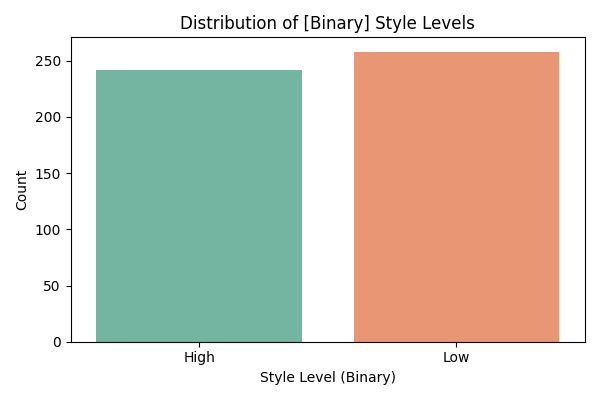 Distribution of [Binary] Style Levels
Count
250
200
150
100
50
0
High
Low
Style Level (Binary)